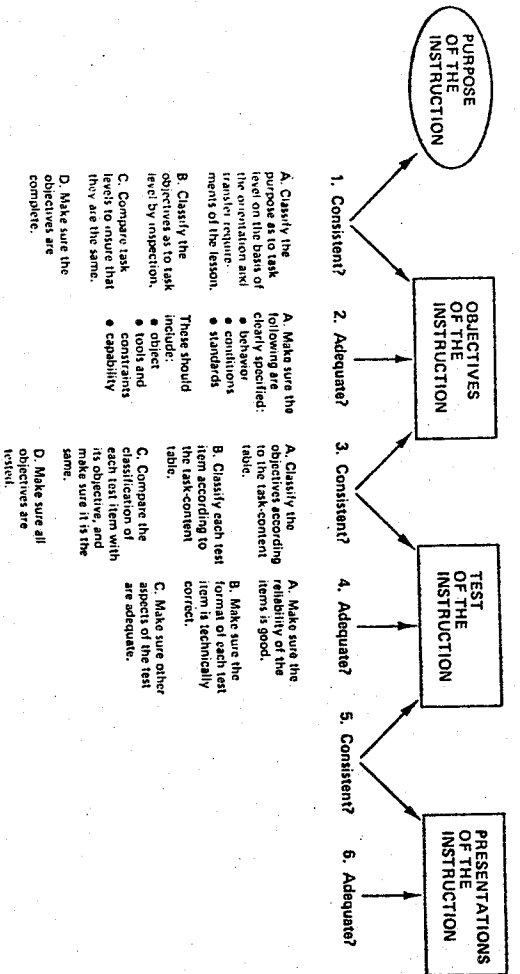 PURPOSE
OF THE
INSTRUCTION
OBJECTIVES
OF THE
INSTRUCTION
TEST
OF THE
INSTRUCTION
PRESENTATIONS
OF THE
INSTRUCTION
1. Consistent?
2. Adequate?
3. Consistent?
4. Adequate?
5. Consistent?
6. Adequate?
A. Classify the
purpose as to task
level on the basis of
the orientation and
transfer require-
ments of the lesson.
B. Classify the
objectives as to task
level by inspection.
C. Compare task
levels to insure that
they are the same.
D. Make sure the
objectives are
complete.
A. Make sure the
following are
clearly specified:
• behavior
• conditions
• standards
These should
include:
• object
• tools and
constraints
• capability
A. Classify the
objectives according
to the task-content
table.
B. Classify each test
item according to
the task-content
table.
C. Compare the
classification of
each test item with
its objective, and
make sure it is the
same.
D. Make sure all
objectives are
tested.
A. Make sure the
reliability of the
items is good.
B. Make sure the
format of each test
item is technically
correct.
C. Make sure other
aspects of the test
are adequate.